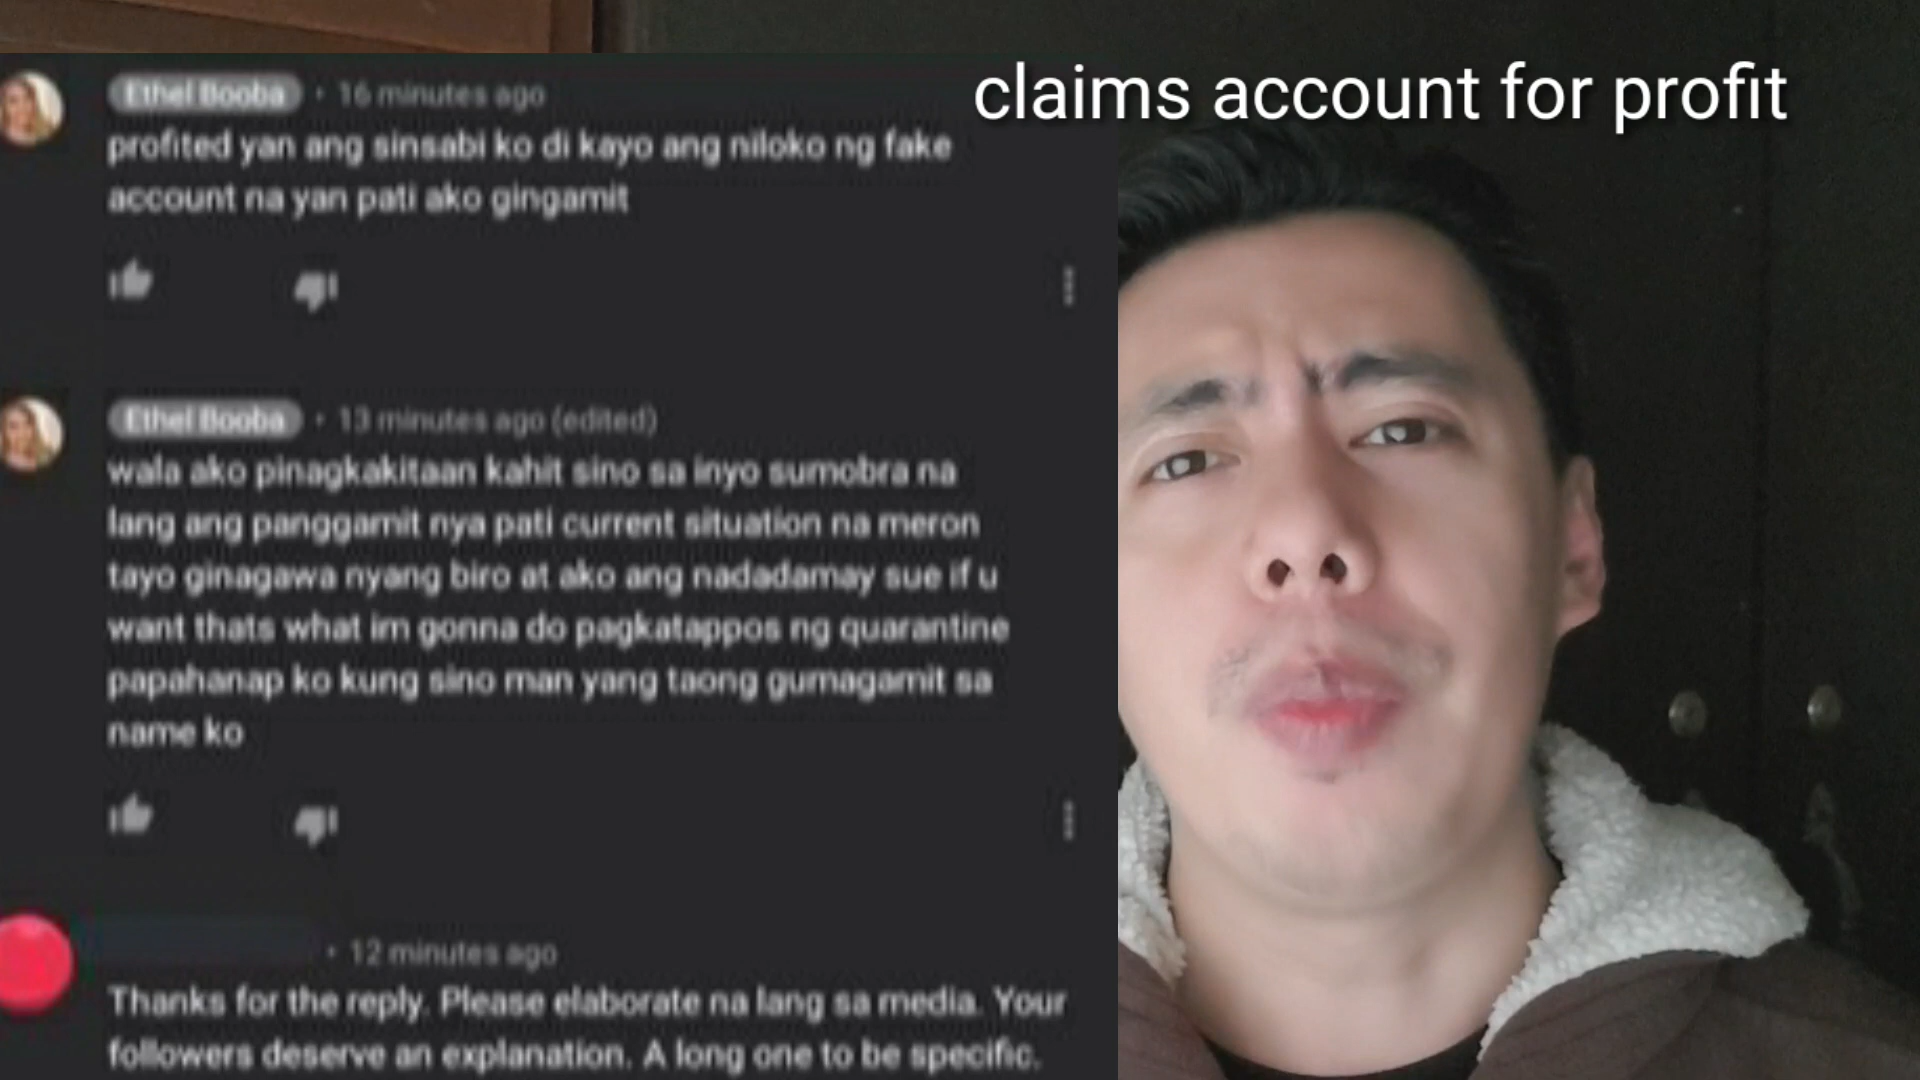 claims account for profit
Ethel Booba • 16 minutes ago
profited yan ang sinsabi ko di kayo ang niloko ng fake
account na yan pati ako gingamit
Ethel Booba • 13 minutes ago (edited)
wala ako pinagkakitaan kahit sino sa inyo sumobra na
lang ang panggamit nya pati current situation na meron
tayo ginagawa nyang biro at ako ang nadadamay sue if u
want thats what im gonna do pagkatappos ng quarantine
papahanap ko kung sino man yang taong gumagamit sa
name ko
• 12 minutes ago
Thanks for the reply. Please elaborate na lang sa media. Your
followers deserve an explanation. A long one to be specific.